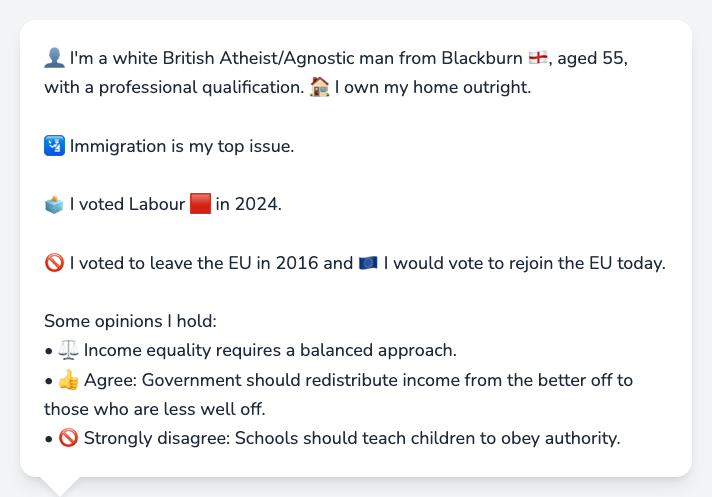 👤 I'm a white British Atheist/Agnostic man from Blackburn 🏴󠁧󠁢󠁥󠁮󠁧󠁿, aged 55,
with a professional qualification. 🏠 I own my home outright.
🛂 Immigration is my top issue.
🗳️ I voted Labour 🟥 in 2024.
🚫 I voted to leave the EU in 2016 and 🇪🇺 I would vote to rejoin the EU today.
Some opinions I hold:
• ⚖️ Income equality requires a balanced approach.
• 👍 Agree: Government should redistribute income from the better off to
those who are less well off.
• 🚫 Strongly disagree: Schools should teach children to obey authority.